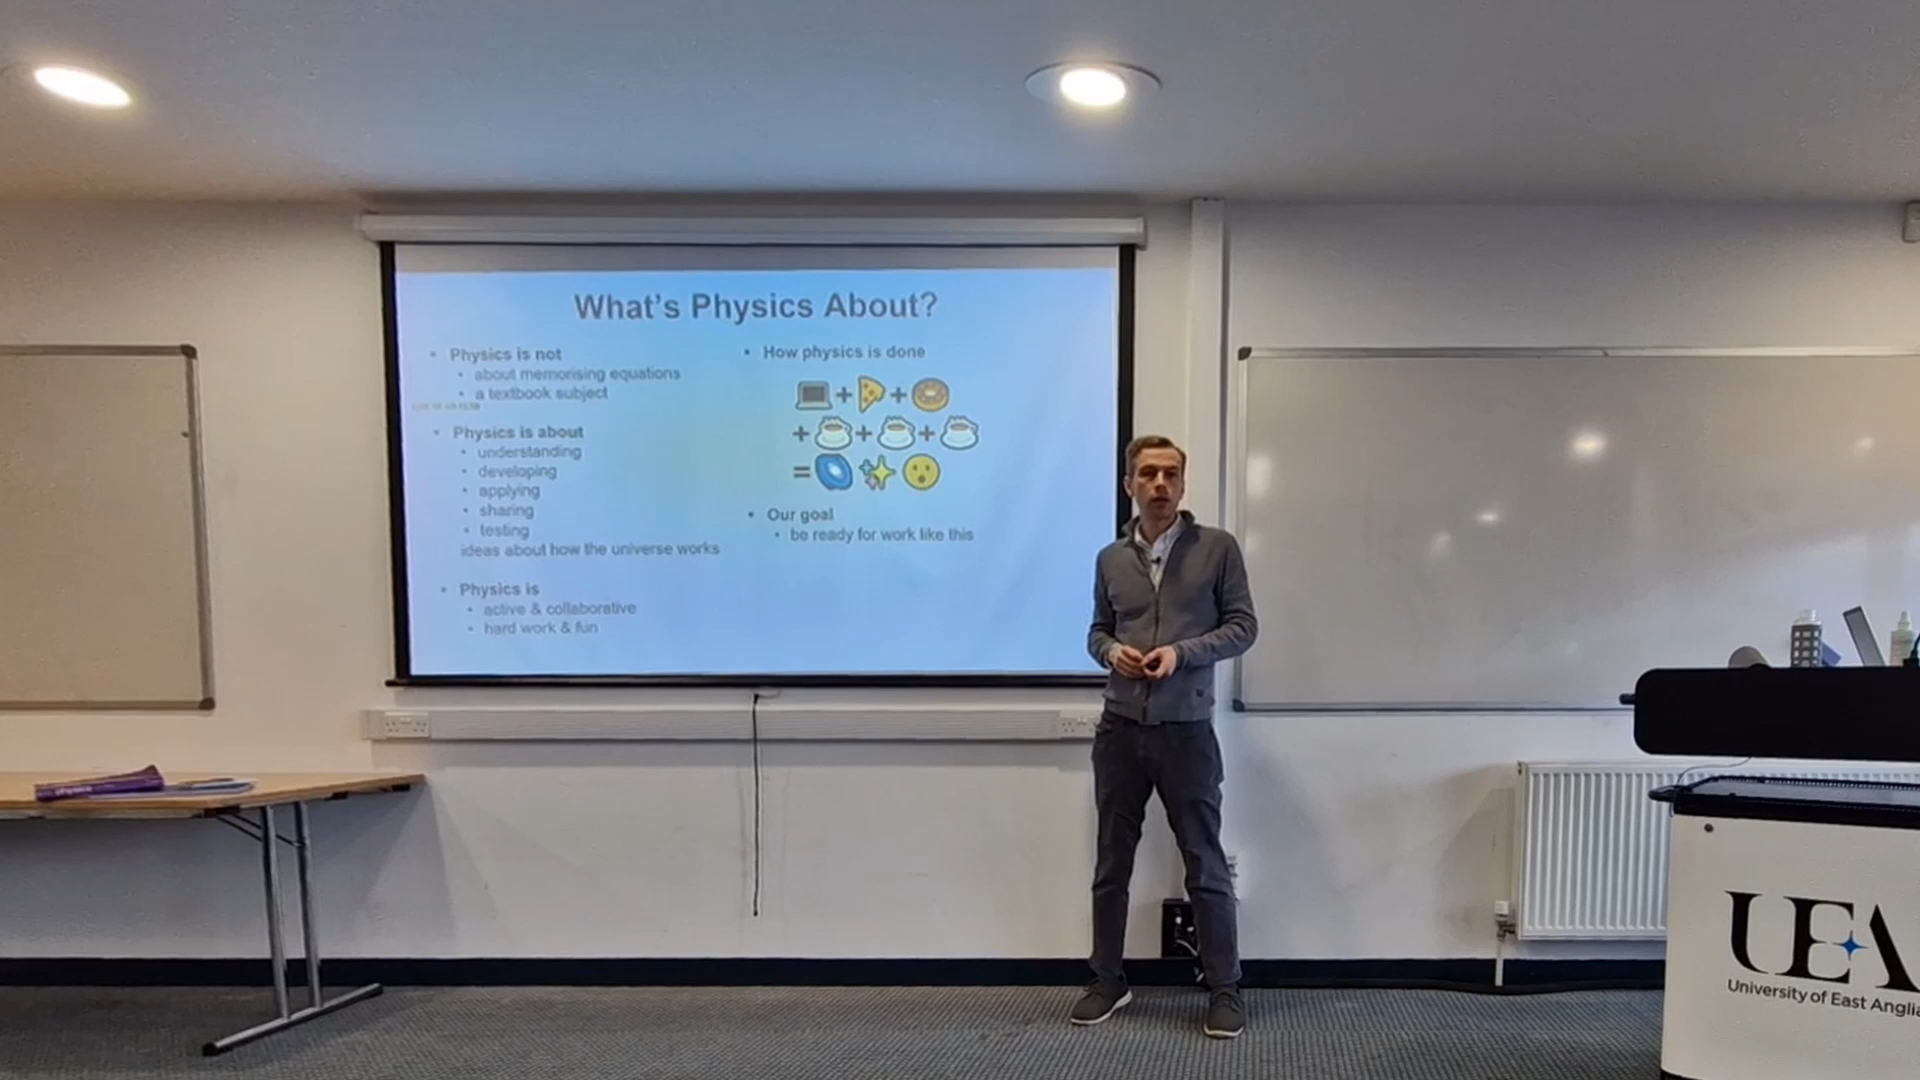 What's Physics About?
• Physics is not
• about memorising equations
• a textbook subject
• Physics is about
• understanding
• developing
• applying
• sharing
• testing
ideas about how the universe works
• Physics is
• active & collaborative
• hard work & fun
• How physics is done
+ +
+ + +
=
• Our goal
• be ready for work like this
physics
UEA
University of East Anglia